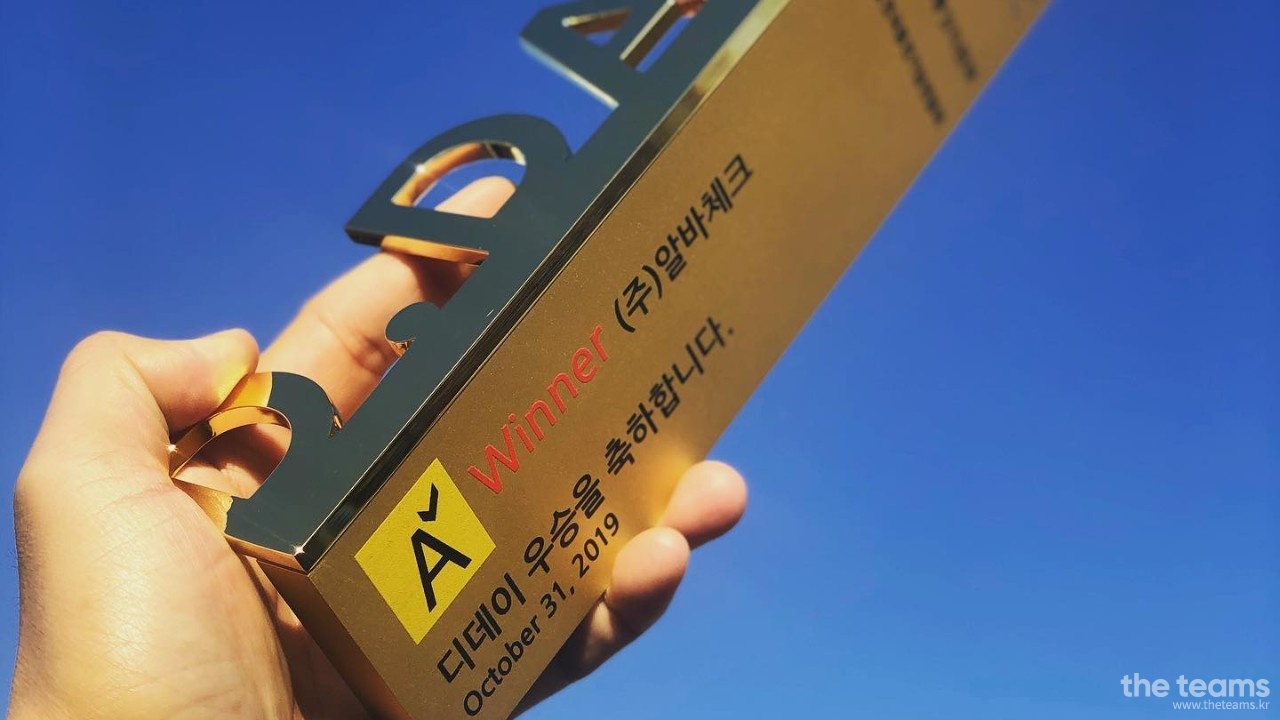 Winner (주)알바체크
디데이 우승을 축하합니다.
October 31, 2019
A
the teams
www.theteams.kr